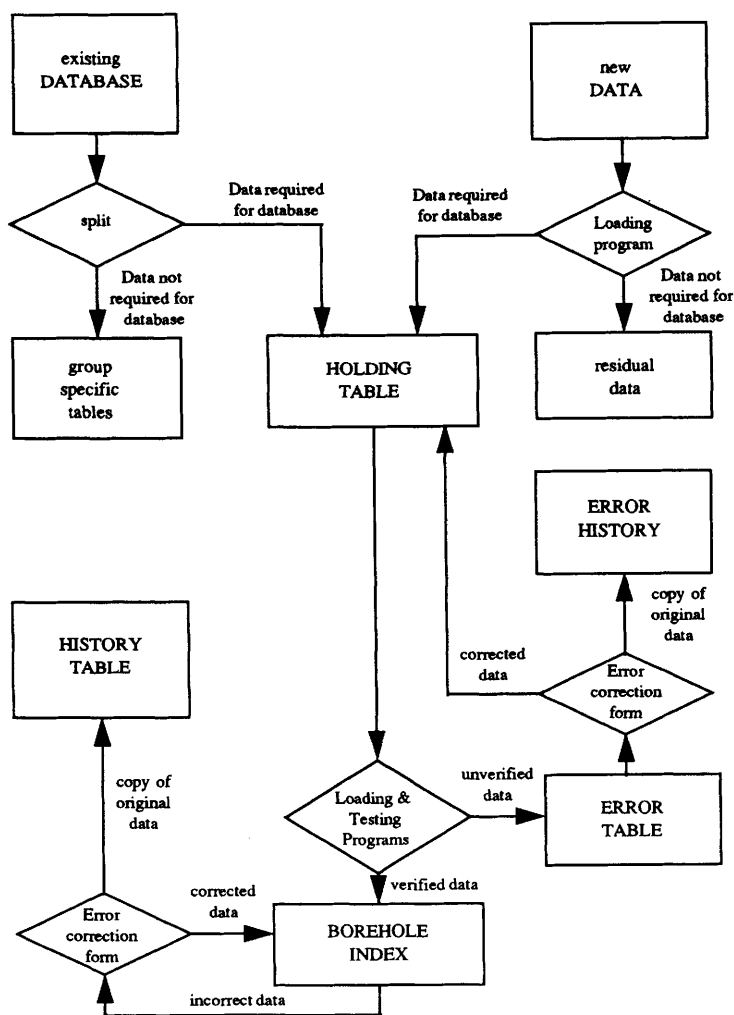 existing
DATABASE
new
DATA
split
Data required
for database
Data required
for database
Loading
program
Data not
required for
database
Data not
required for
database
group
specific
tables
HOLDING
TABLE
residual
data
ERROR
HISTORY
copy of
original
data
HISTORY
TABLE
corrected
data
Error
correction
form
copy of
original
data
Loading &
Testing
Programs
unverified
data
ERROR
TABLE
verified data
Error
correction
form
corrected
data
BOREHOLE
INDEX
incorrect data